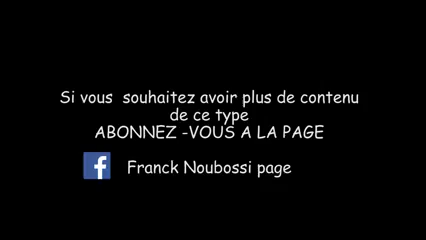 Si vous souhaitez avoir plus de contenu
de ce type
ABONNEZ -VOUS A LA PAGE
f Franck Noubossi page